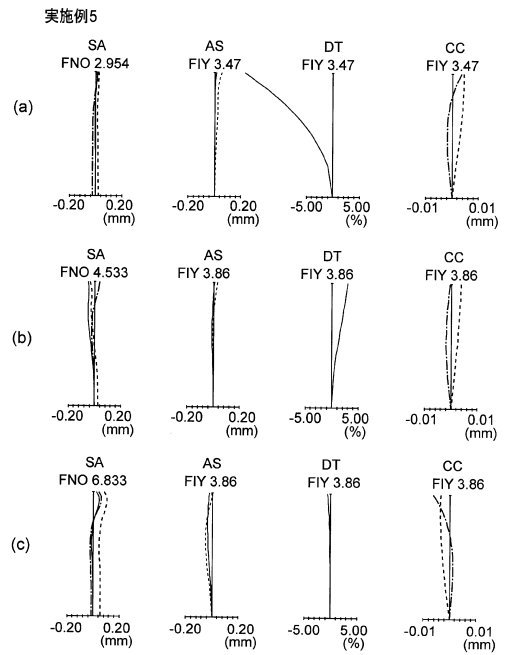 実施例5
SA AS DT CC
FNO 2.954 FIY 3.47 FIY 3.47 FIY 3.47
(a)
-0.20 0.20 -0.20 0.20 -5.00 5.00 -0.01 0.01
(mm) (mm) (%) (mm)
SA AS DT CC
FNO 4.533 FIY 3.86 FIY 3.86 FIY 3.86
(b)
-0.20 0.20 -0.20 0.20 -5.00 5.00 -0.01 0.01
(mm) (mm) (%) (mm)
SA AS DT CC
FNO 6.833 FIY 3.86 FIY 3.86 FIY 3.86
(c)
-0.20 0.20 -0.20 0.20 -5.00 5.00 -0.01 0.01
(mm) (mm) (%) (mm)